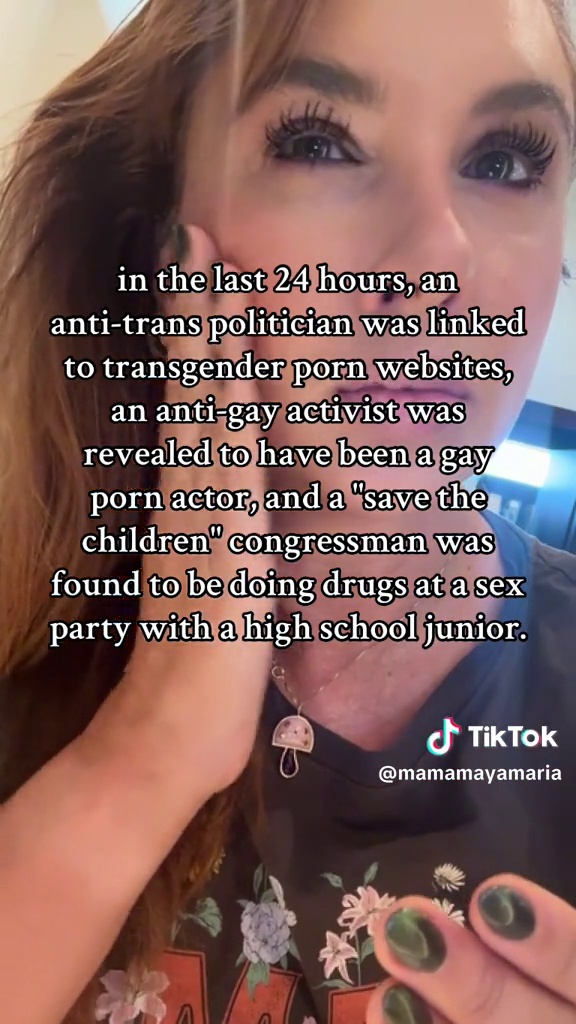 in the last 24 hours, an
anti-trans politician was linked
to transgender porn websites,
an anti-gay activist was
revealed to have been a gay
porn actor, and a "save the
children" congressman was
found to be doing drugs at a sex
party with a high school junior.
TikTok
@mamamayamaria